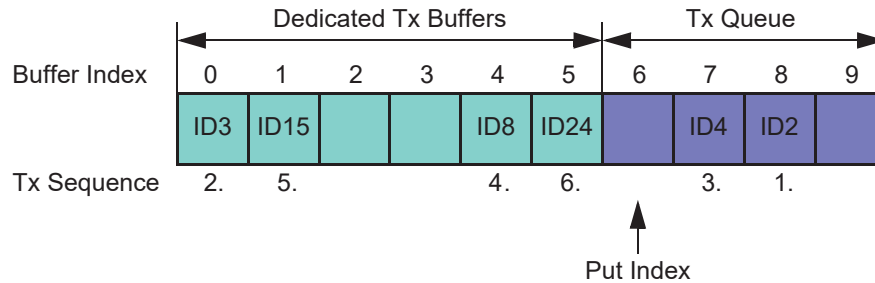 Dedicated Tx Buffers Tx Queue
Buffer Index 0 1 2 3 4 5 6 7 8 9
ID3 ID15 ID8 ID24 ID4 ID2
Tx Sequence 2. 5. 4. 6. 3. 1.
Put Index